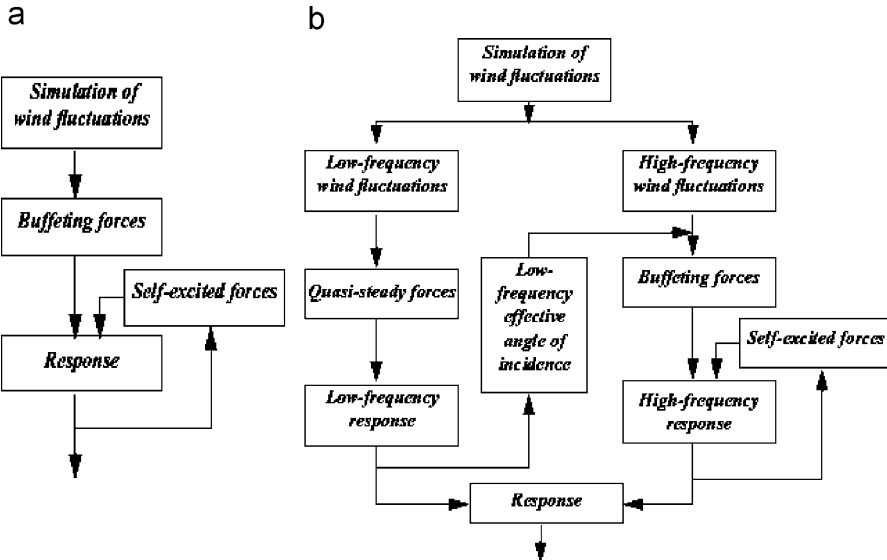 a
Simulation of
wind fluctuations
Buffeting forces
Self-excited forces
Response
b
Simulation of
wind fluctuations
Low-frequency
wind fluctuations
High-frequency
wind fluctuations
Quasi-steady forces
Low-
frequency
effective
angle of
incidence
Buffeting forces
Self-excited forces
Low-frequency
response
High-frequency
response
Response